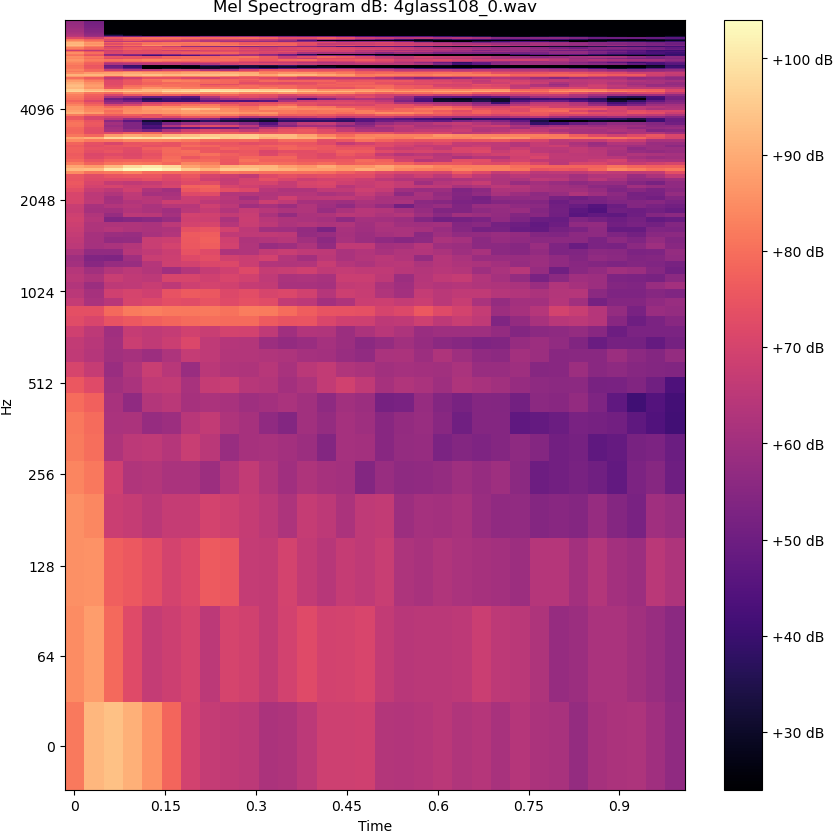 Mel Spectrogram dB: 4glass108_0.wav
4096
2048
1024
512
256
128
64
0
Hz
0 0.15 0.3 0.45 0.6 0.75 0.9
Time
+100 dB
+90 dB
+80 dB
+70 dB
+60 dB
+50 dB
+40 dB
+30 dB